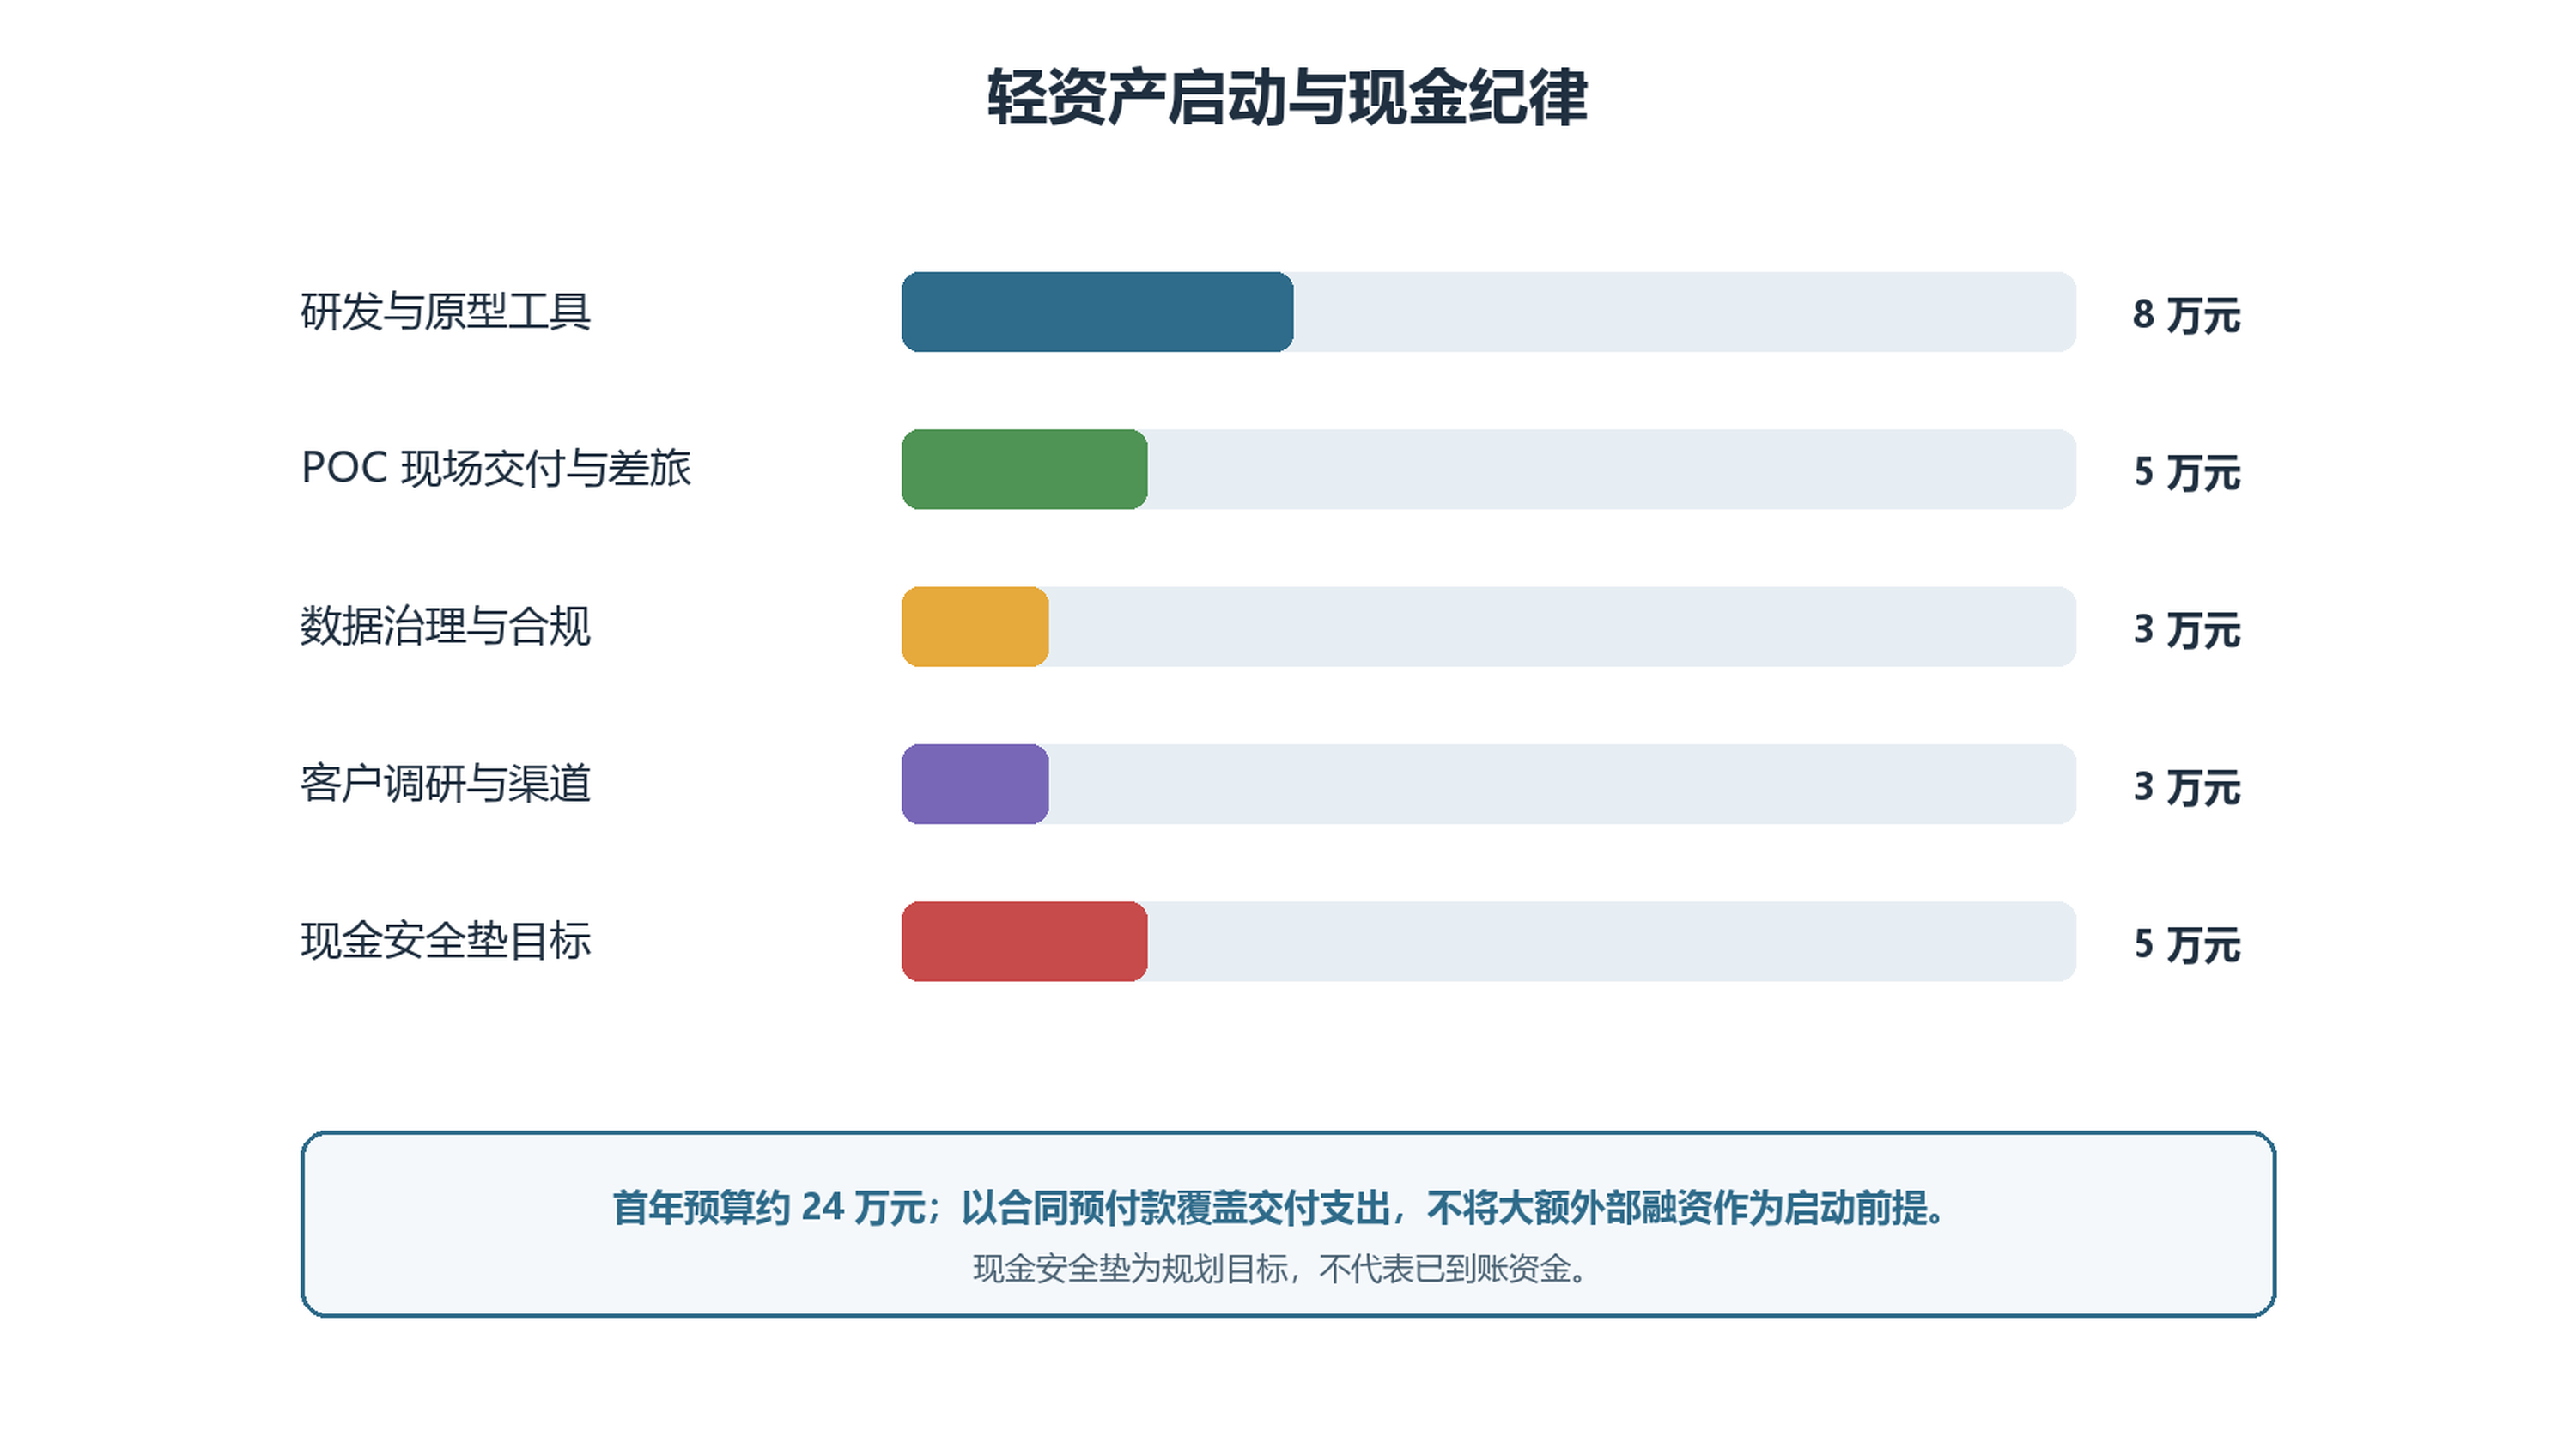 轻资产启动与现金纪律
研发与原型工具 8 万元
POC 现场交付与差旅 5 万元
数据治理与合规 3 万元
客户调研与渠道 3 万元
现金安全垫目标 5 万元
首年预算约 24 万元；以合同预付款覆盖交付支出，不将大额外部融资作为启动前提。
现金安全垫为规划目标，不代表已到账资金。